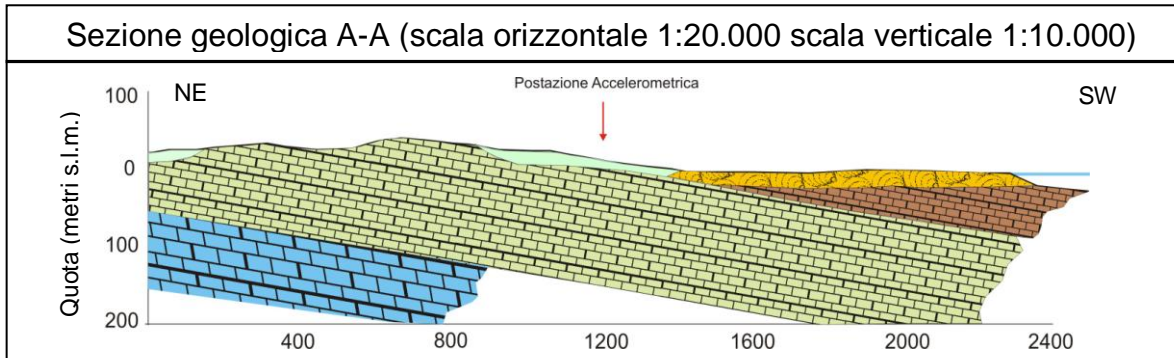 Sezione geologica A-A (scala orizzontale 1:20.000 scala verticale 1:10.000)
Postazione Accelerometrica
NE
SW
Quota (metri s.l.m.)
100
0
100
200
400
800
1200
1600
2000
2400